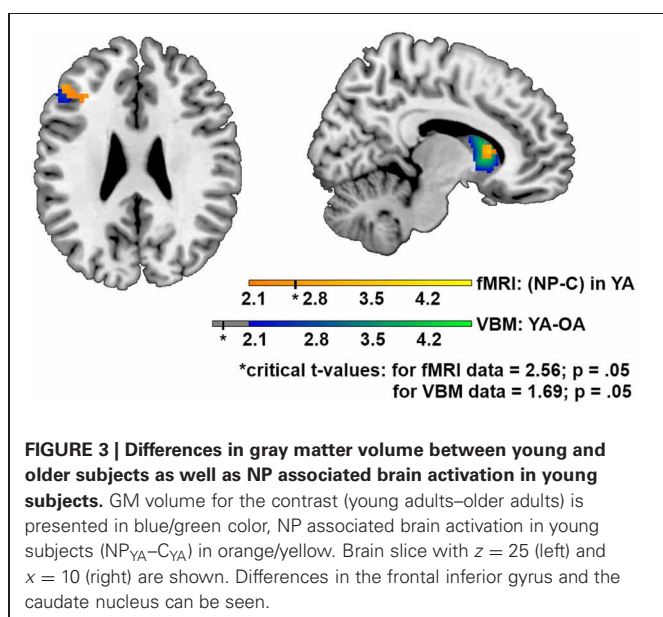 fMRI: (NP-C) in YA
2.1 * 2.8 3.5 4.2
VBM: YA-OA
* 2.1 2.8 3.5 4.2
*critical t-values: for fMRI data = 2.56; p = .05
for VBM data = 1.69; p = .05
FIGURE 3 | Differences in gray matter volume between young and
older subjects as well as NP associated brain activation in young
subjects. GM volume for the contrast (young adults–older adults) is
presented in blue/green color, NP associated brain activation in young
subjects (NPYA–CYA) in orange/yellow. Brain slice with z = 25 (left) and
x = 10 (right) are shown. Differences in the frontal inferior gyrus and the
caudate nucleus can be seen.